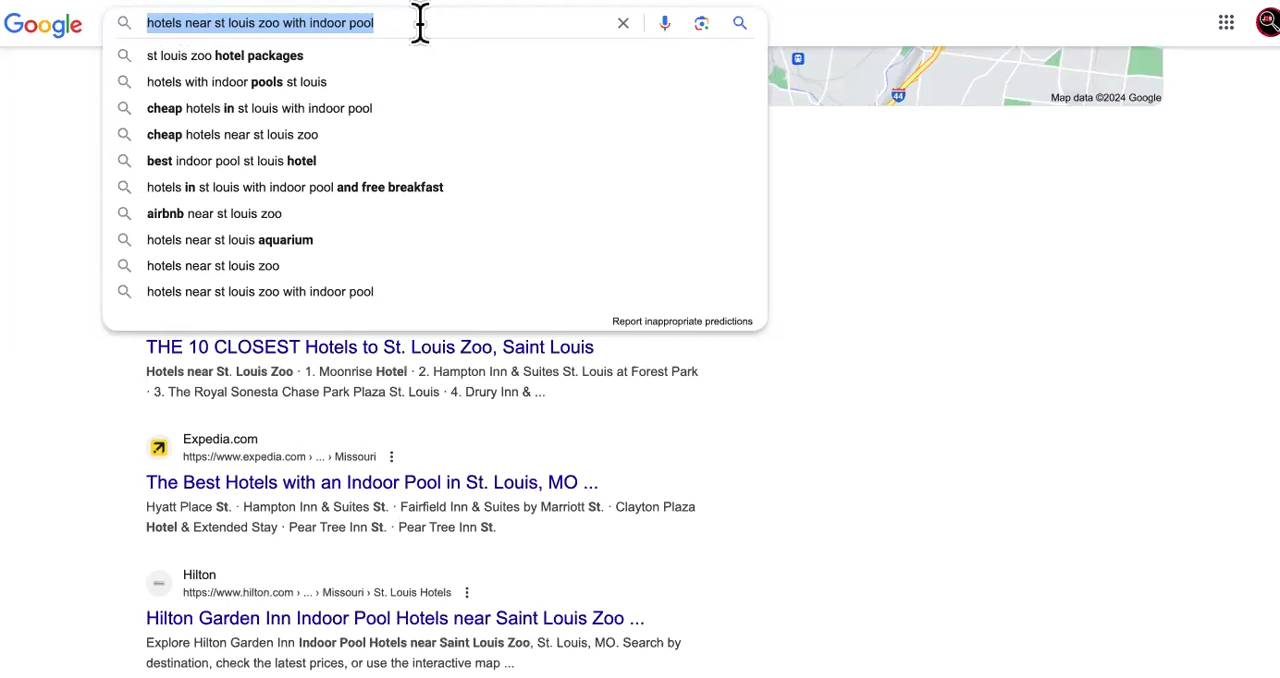 Google
hotels near st louis zoo with indoor pool
st louis zoo hotel packages
hotels with indoor pools st louis
cheap hotels in st louis with indoor pool
cheap hotels near st louis zoo
best indoor pool st louis hotel
hotels in st louis with indoor pool and free breakfast
airbnb near st louis zoo
hotels near st louis aquarium
hotels near st louis zoo
hotels near st louis zoo with indoor pool
Report inappropriate predictions
44
Map data ©2024 Google
THE 10 CLOSEST Hotels to St. Louis Zoo, Saint Louis
Hotels near St. Louis Zoo · 1. Moonrise Hotel · 2. Hampton Inn & Suites St. Louis at Forest Park
· 3. The Royal Sonesta Chase Park Plaza St. Louis · 4. Drury Inn & ...
Expedia.com
https://www.expedia.com › ... › Missouri
The Best Hotels with an Indoor Pool in St. Louis, MO ...
Hyatt Place St. · Hampton Inn & Suites St. · Fairfield Inn & Suites by Marriott St. · Clayton Plaza
Hotel & Extended Stay · Pear Tree Inn St. · Pear Tree Inn St.
Hilton
https://www.hilton.com › ... › Missouri › St. Louis Hotels
Hilton Garden Inn Indoor Pool Hotels near Saint Louis Zoo ...
Explore Hilton Garden Inn Indoor Pool Hotels near Saint Louis Zoo, St. Louis, MO. Search by
destination, check the latest prices, or use the interactive map ...